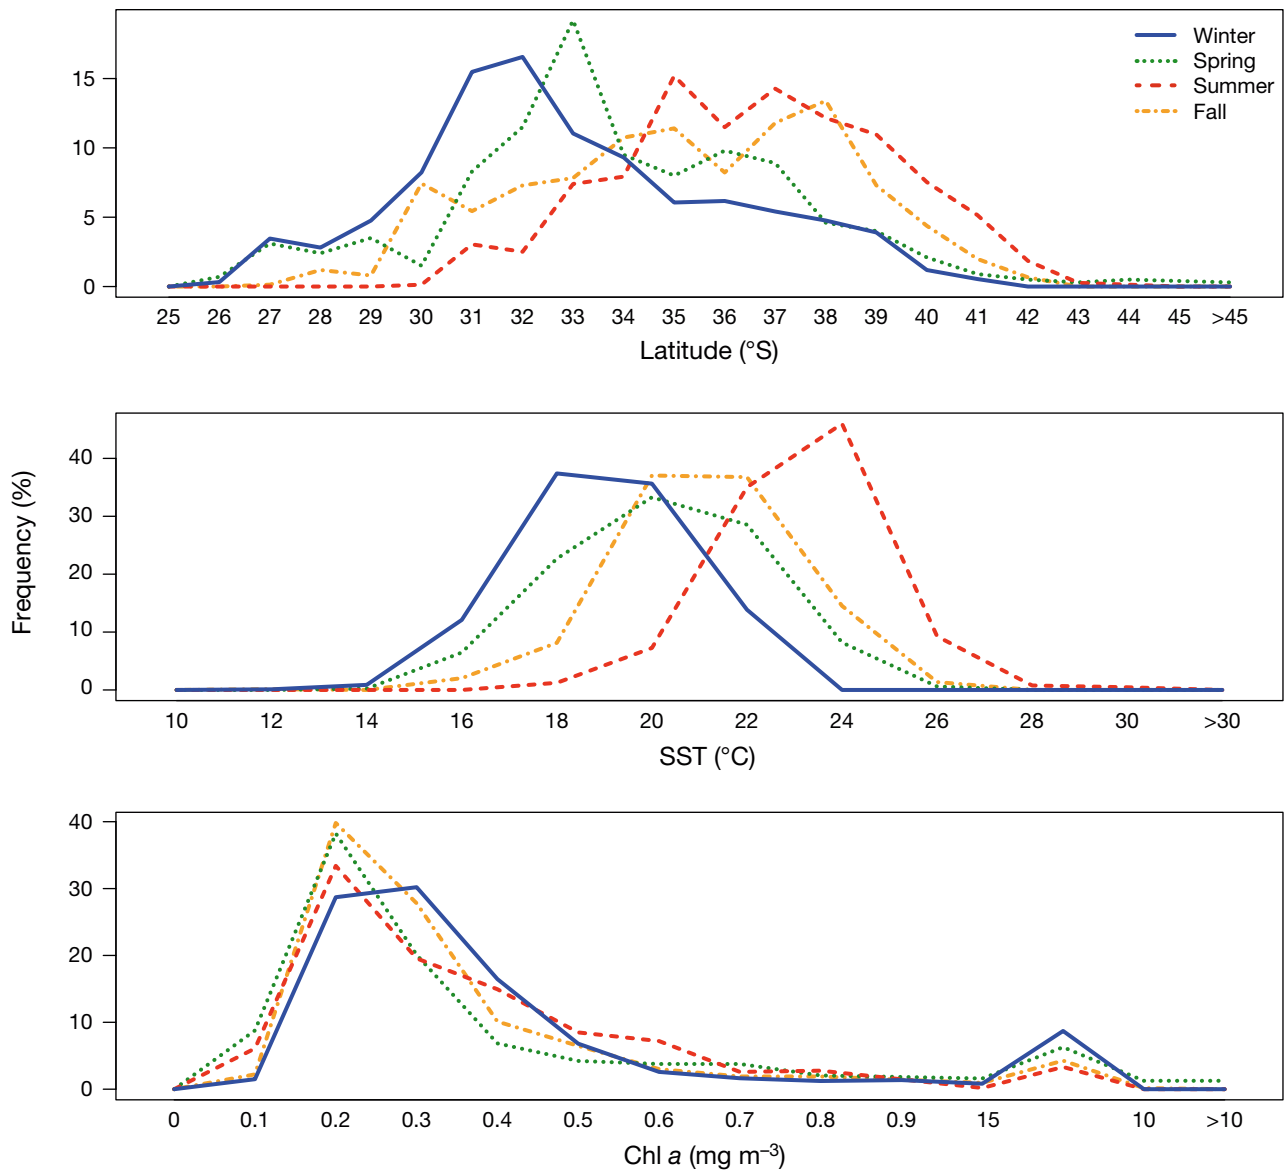 Winter
Spring
Summer
Fall
15
10
5
0
25 26 27 28 29 30 31 32 33 34 35 36 37 38 39 40 41 42 43 44 45 >45
Latitude (°S)
Frequency (%)
40
30
20
10
0
10 12 14 16 18 20 22 24 26 28 30 >30
SST (°C)
40
30
20
10
0
0 0.1 0.2 0.3 0.4 0.5 0.6 0.7 0.8 0.9 15 10 >10
Chl a (mg m–3)